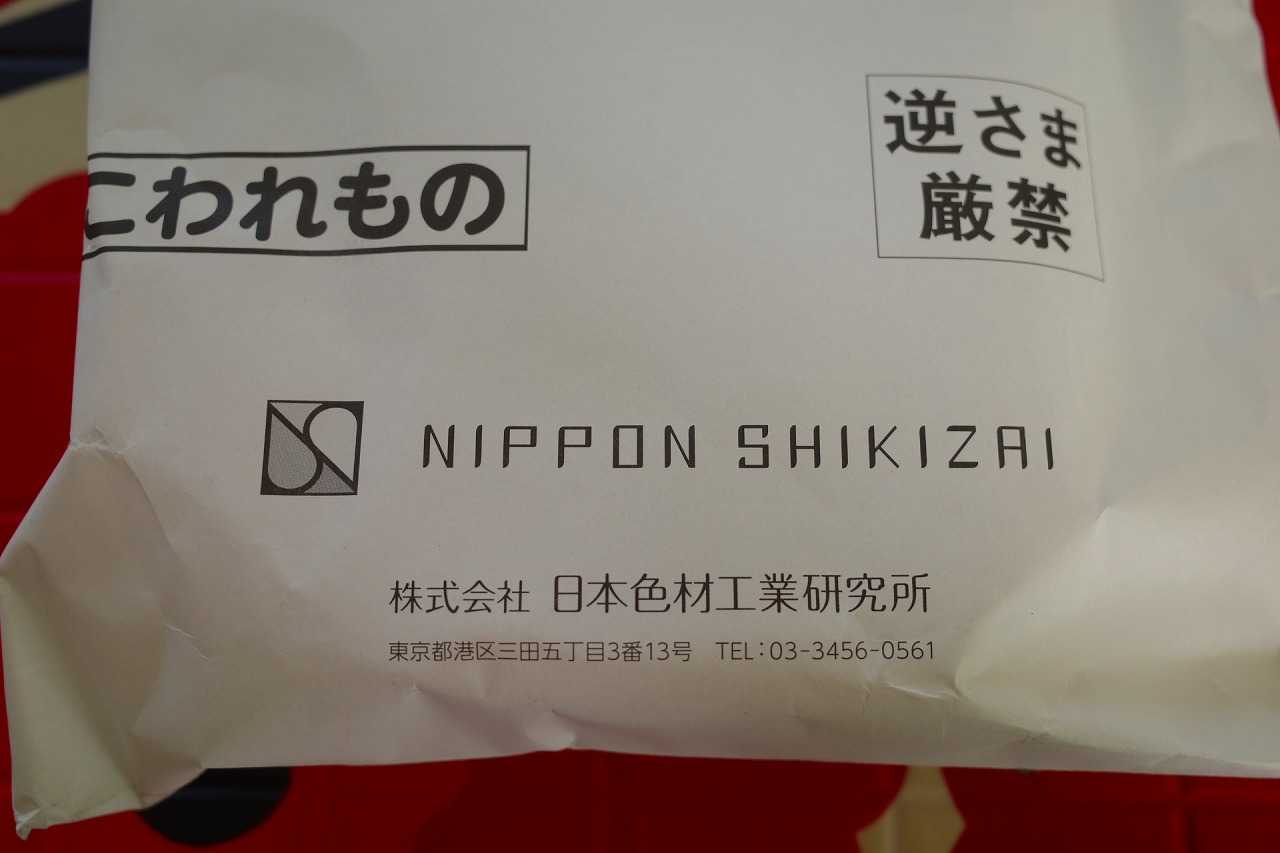 こわれもの
逆さま
厳禁
NIPPON SHIKIZAI
株式会社 日本色材工業研究所
東京都港区三田五丁目3番13号 TEL:03-3456-0561